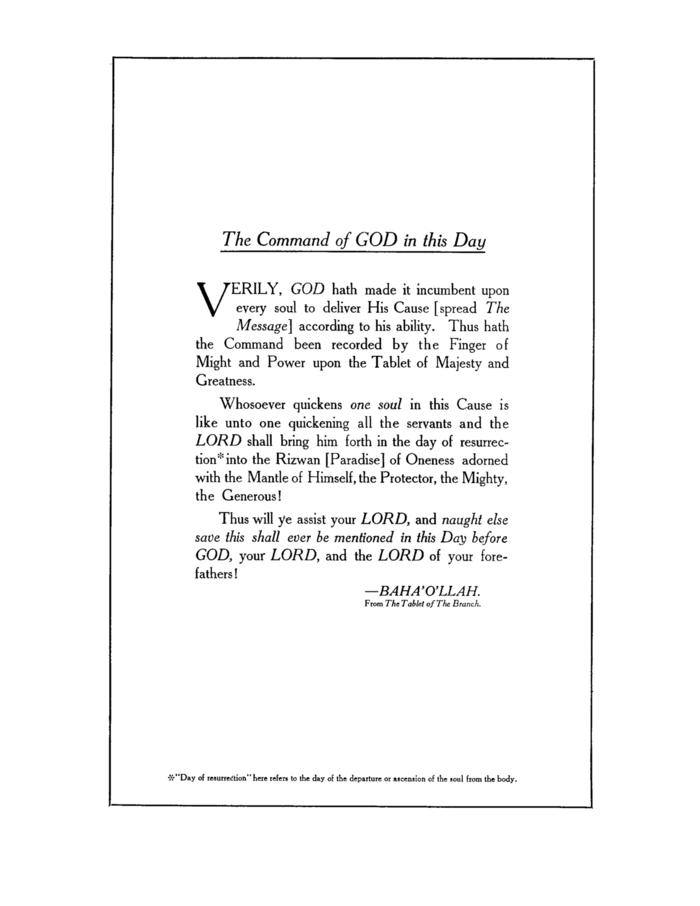 The Command of GOD in this Day
VERILY, GOD hath made it incumbent upon
every soul to deliver His Cause [spread The
Message] according to his ability. Thus hath
the Command been recorded by the Finger of
Might and Power upon the Tablet of Majesty and
Greatness.
Whosoever quickens one soul in this Cause is
like unto one quickening all the servants and the
LORD shall bring him forth in the day of resurrec-
tion* into the Rizwan [Paradise] of Oneness adorned
with the Mantle of Himself, the Protector, the Mighty,
the Generous!
Thus will ye assist your LORD, and naught else
save this shall ever be mentioned in this Day before
GOD, your LORD, and the LORD of your fore-
fathers!
—BAHA'O'LLAH.
From The Tablet of The Branch.
*"Day of resurrection" here refers to the day of the departure or ascension of the soul from the body.